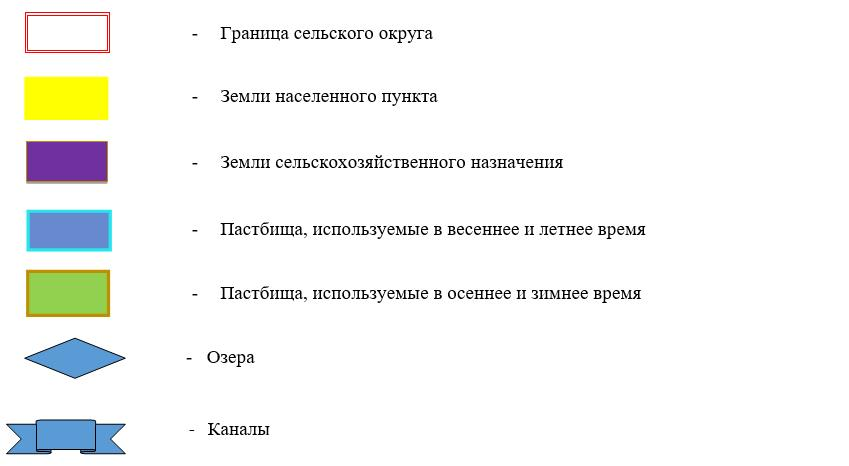 - Граница сельского округа
- Земли населенного пункта
- Земли сельскохозяйственного назначения
- Пастбища, используемые в весеннее и летнее время
- Пастбища, используемые в осеннее и зимнее время
- Озера
- Каналы